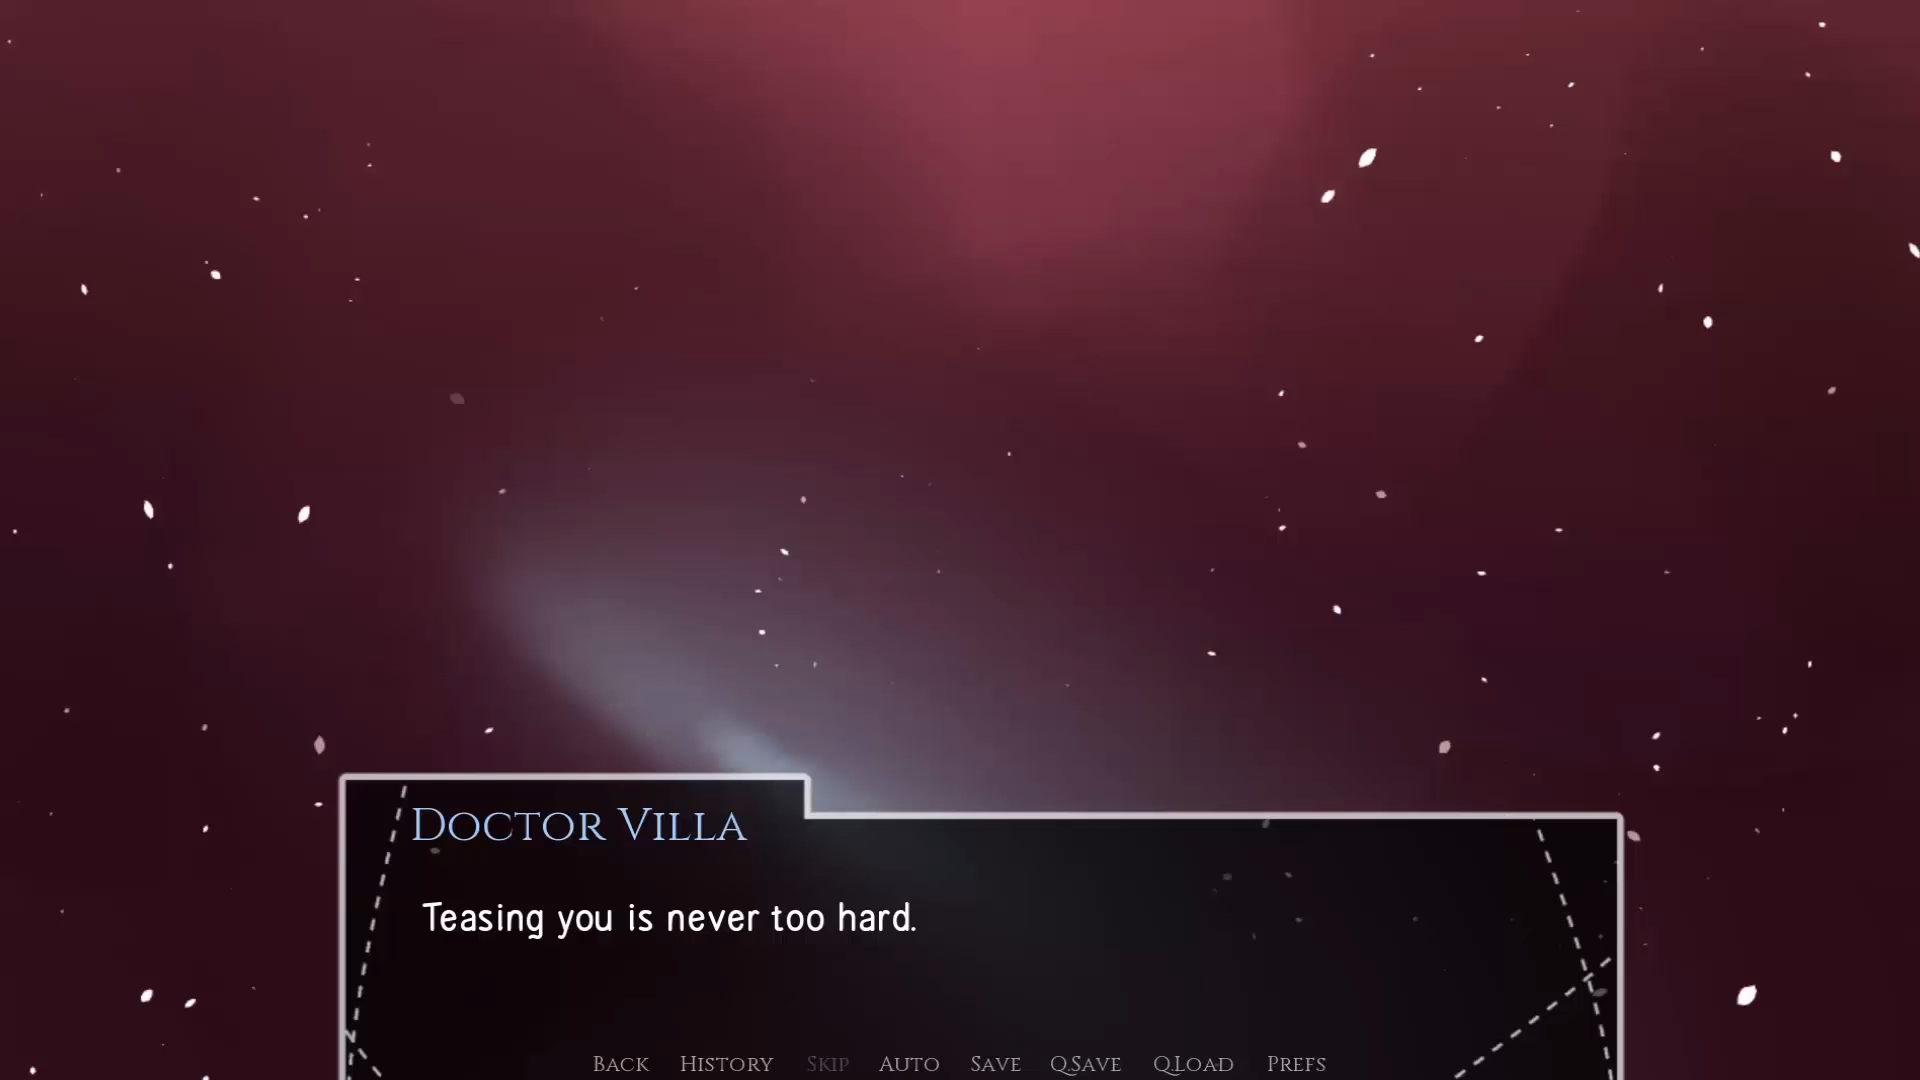 Doctor Villa
Teasing you is never too hard.
Back History Skip Auto Save Q.Save Q.Load Prefs